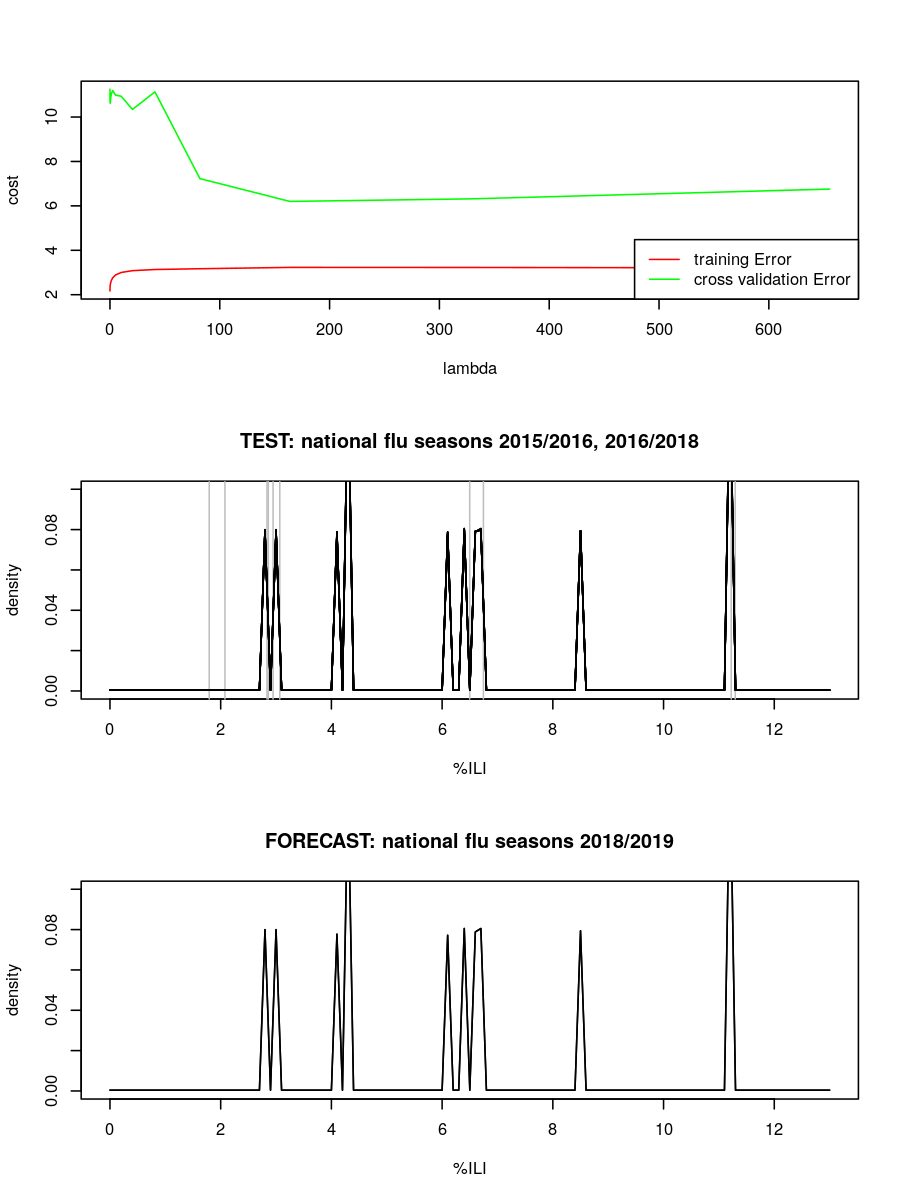 10
8
6
4
2
cost
training Error
cross validation Error
0 100 200 300 400 500 600
lambda
TEST: national flu seasons 2015/2016, 2016/2018
0.08
0.04
0.00
density
0 2 4 6 8 10 12
%ILI
FORECAST: national flu seasons 2018/2019
0.08
0.04
0.00
density
0 2 4 6 8 10 12
%ILI